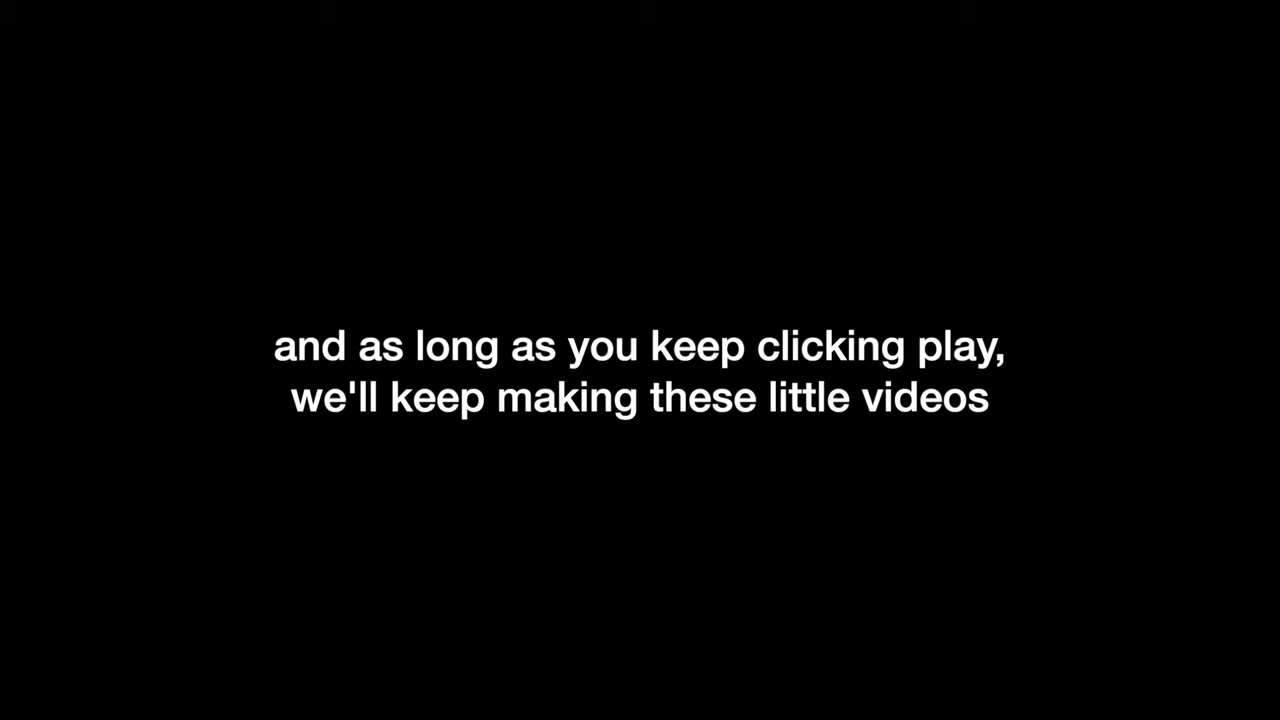 and as long as you keep clicking play,
we'll keep making these little videos